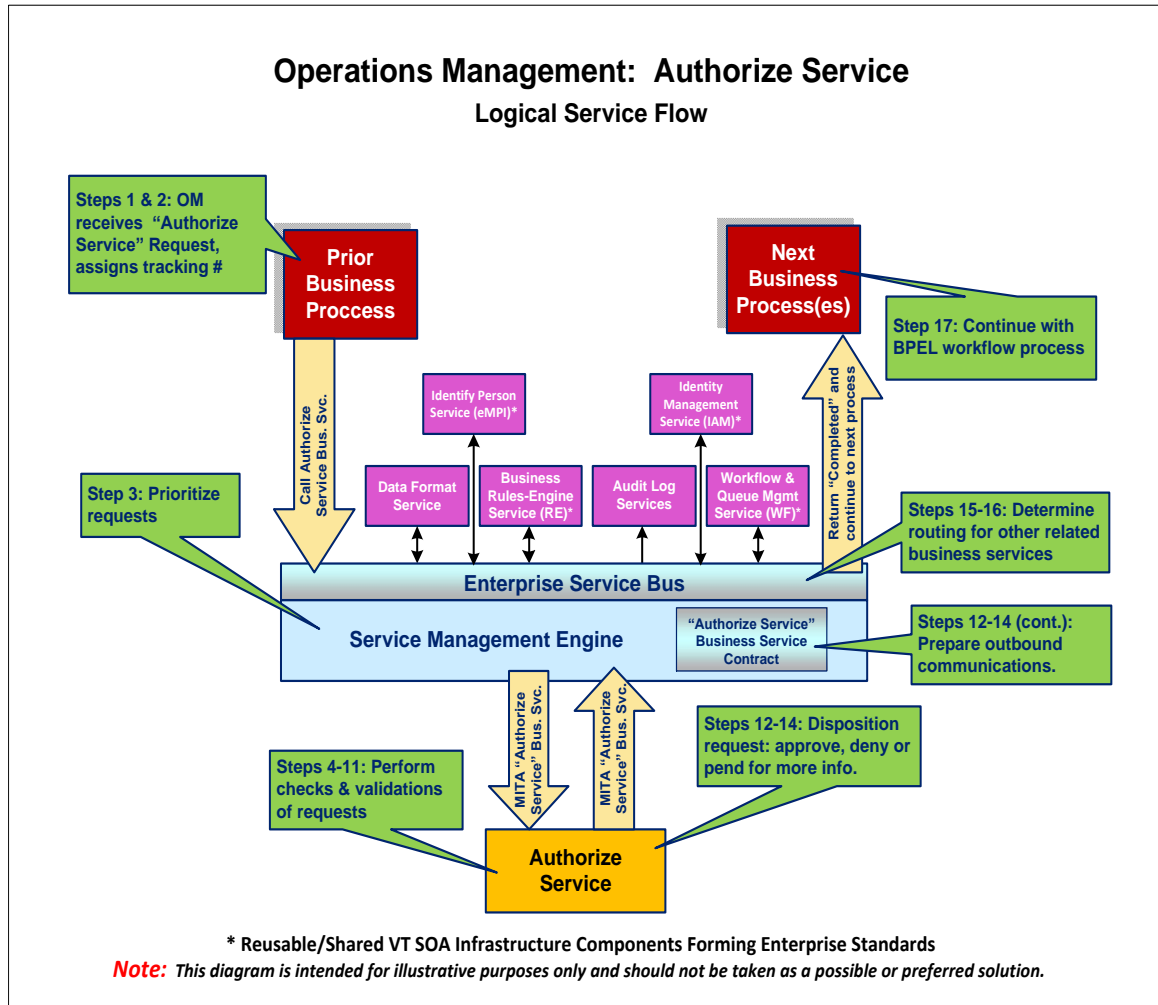 Operations Management:  Authorize Service
Logical Service Flow
Steps 1 & 2: OM
receives  “Authorize
Service” Request,
assigns tracking #
Prior
Business
Proccess
Next
Business
Process(es)
Step 17: Continue with
BPEL workflow process
Call Authorize
Service Bus. Svc.
Identify Person
Service (eMPI)*
Identity
Management
Service (IAM)*
Return “Completed” and
continue to next process
Data Format
Service
Business
Rules-Engine
Service (RE)*
Audit Log
Services
Workflow &
Queue Mgmt
Service (WF)*
Step 3: Prioritize
requests
Steps 15-16: Determine
routing for other related
business services
Enterprise Service Bus
Service Management Engine
“Authorize Service”
Business Service
Contract
Steps 12-14 (cont.):
Prepare outbound
communications.
MITA “Authorize
Service” Bus. Svc.
MITA “Authorize
Service” Bus. Svc.
Steps 12-14: Disposition
request: approve, deny or
pend for more info.
Steps 4-11: Perform
checks & validations
of requests
Authorize
Service
* Reusable/Shared VT SOA Infrastructure Components Forming Enterprise Standards
Note: This diagram is intended for illustrative purposes only and should not be taken as a possible or preferred solution.